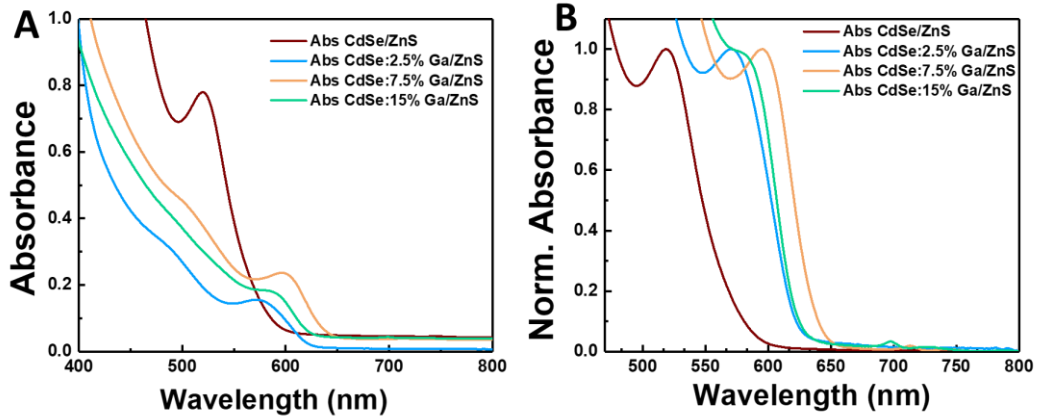 A
Absorbance
1.0
0.8
0.6
0.4
0.2
0.0
400
500
600
700
800
Wavelength (nm)
Abs CdSe/ZnS
Abs CdSe:2.5% Ga/ZnS
Abs CdSe:7.5% Ga/ZnS
Abs CdSe:15% Ga/ZnS
B
Norm. Absorbance
1.0
0.8
0.6
0.4
0.2
0.0
500
550
600
650
700
750
800
Wavelength (nm)
Abs CdSe/ZnS
Abs CdSe:2.5% Ga/ZnS
Abs CdSe:7.5% Ga/ZnS
Abs CdSe:15% Ga/ZnS